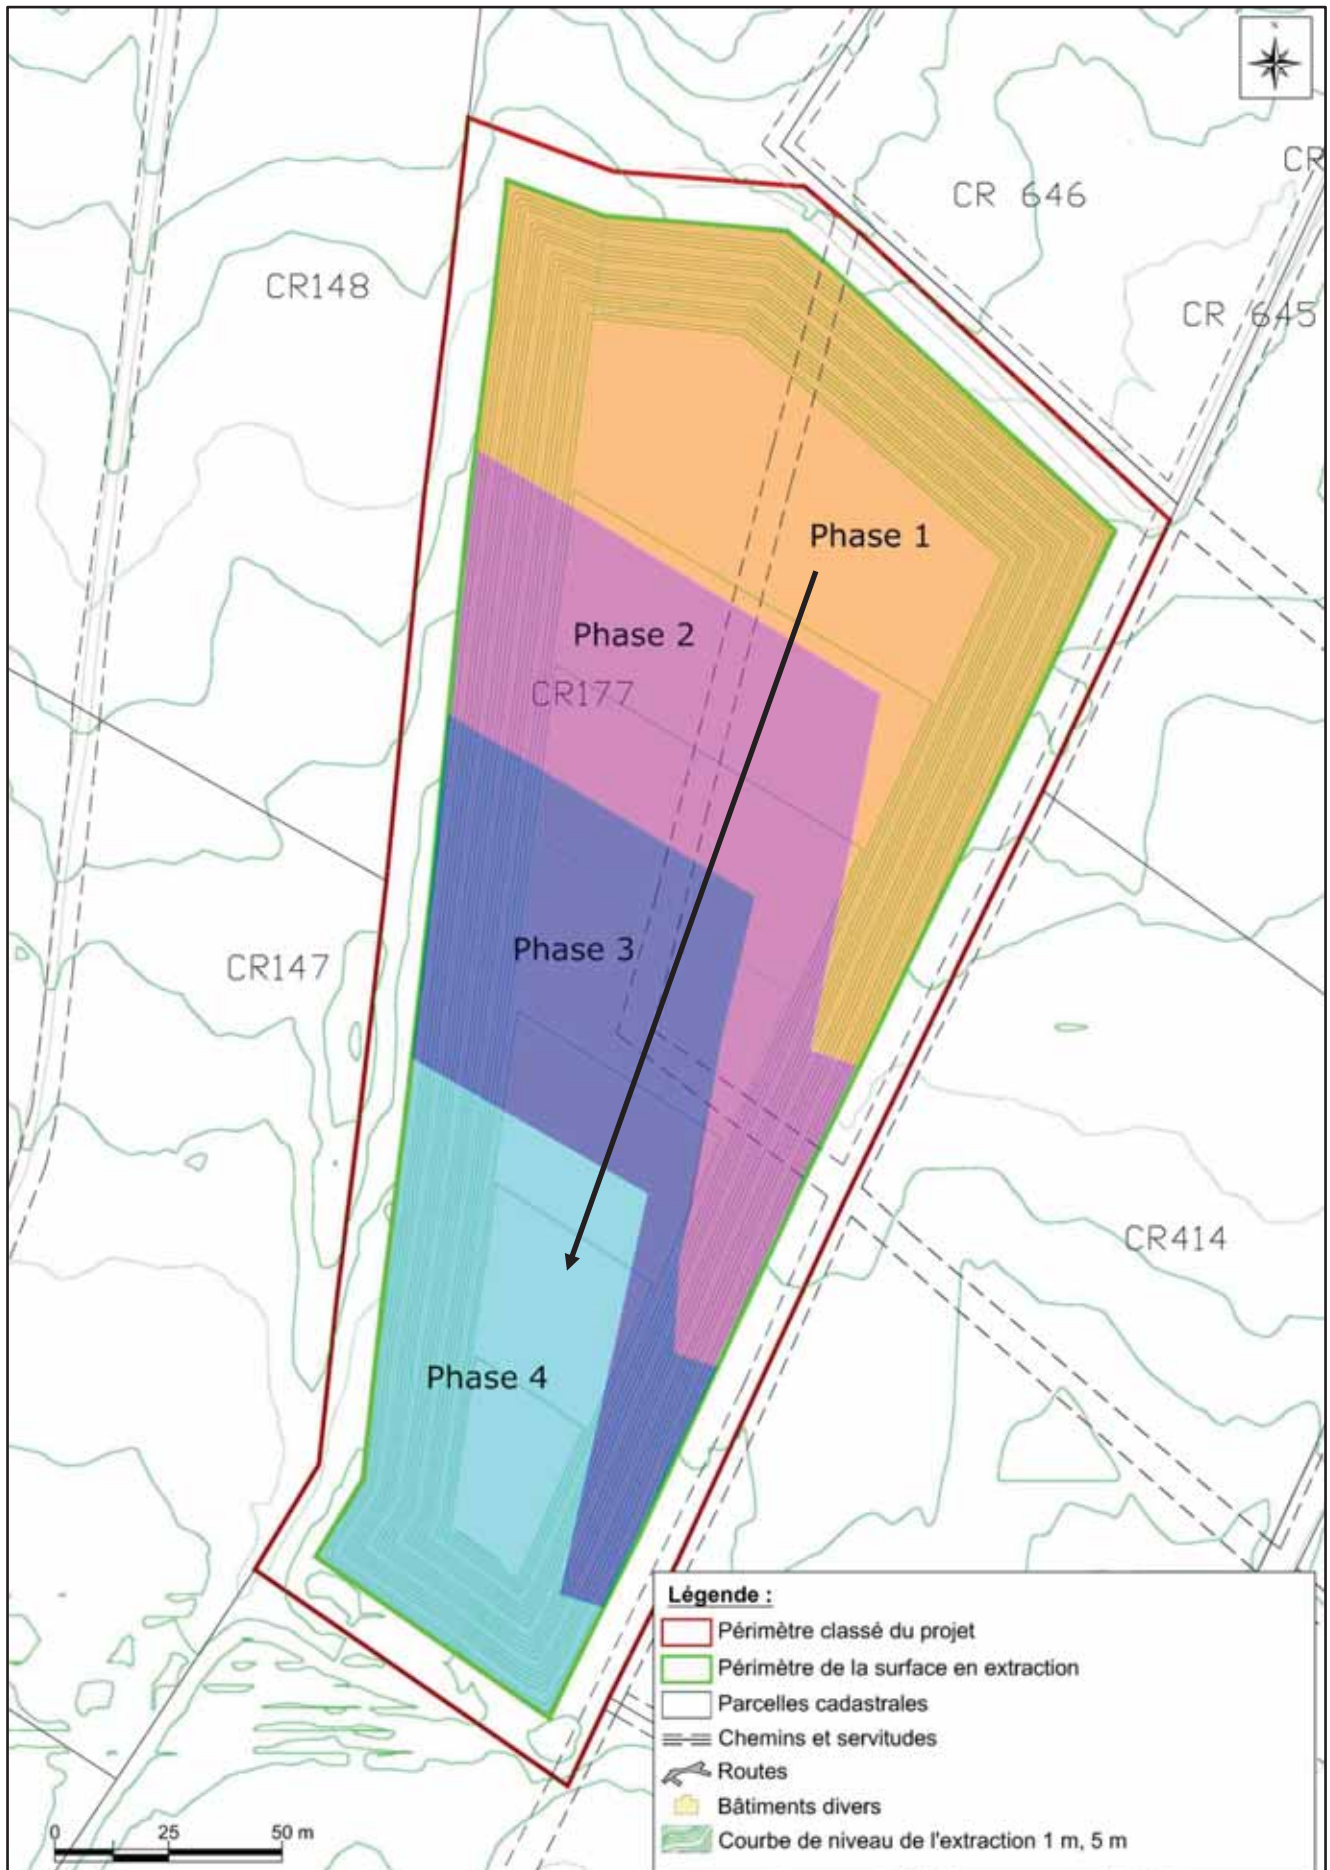 N
CR
CR 646
CR148
CR 645
Phase 1
Phase 2
CR177
Phase 3
CR147
CR414
Phase 4
Légende :
Périmètre classé du projet
Périmètre de la surface en extraction
Parcelles cadastrales
Chemins et servitudes
Routes
Bâtiments divers
Courbe de niveau de l'extraction 1 m, 5 m
0 25 50 m